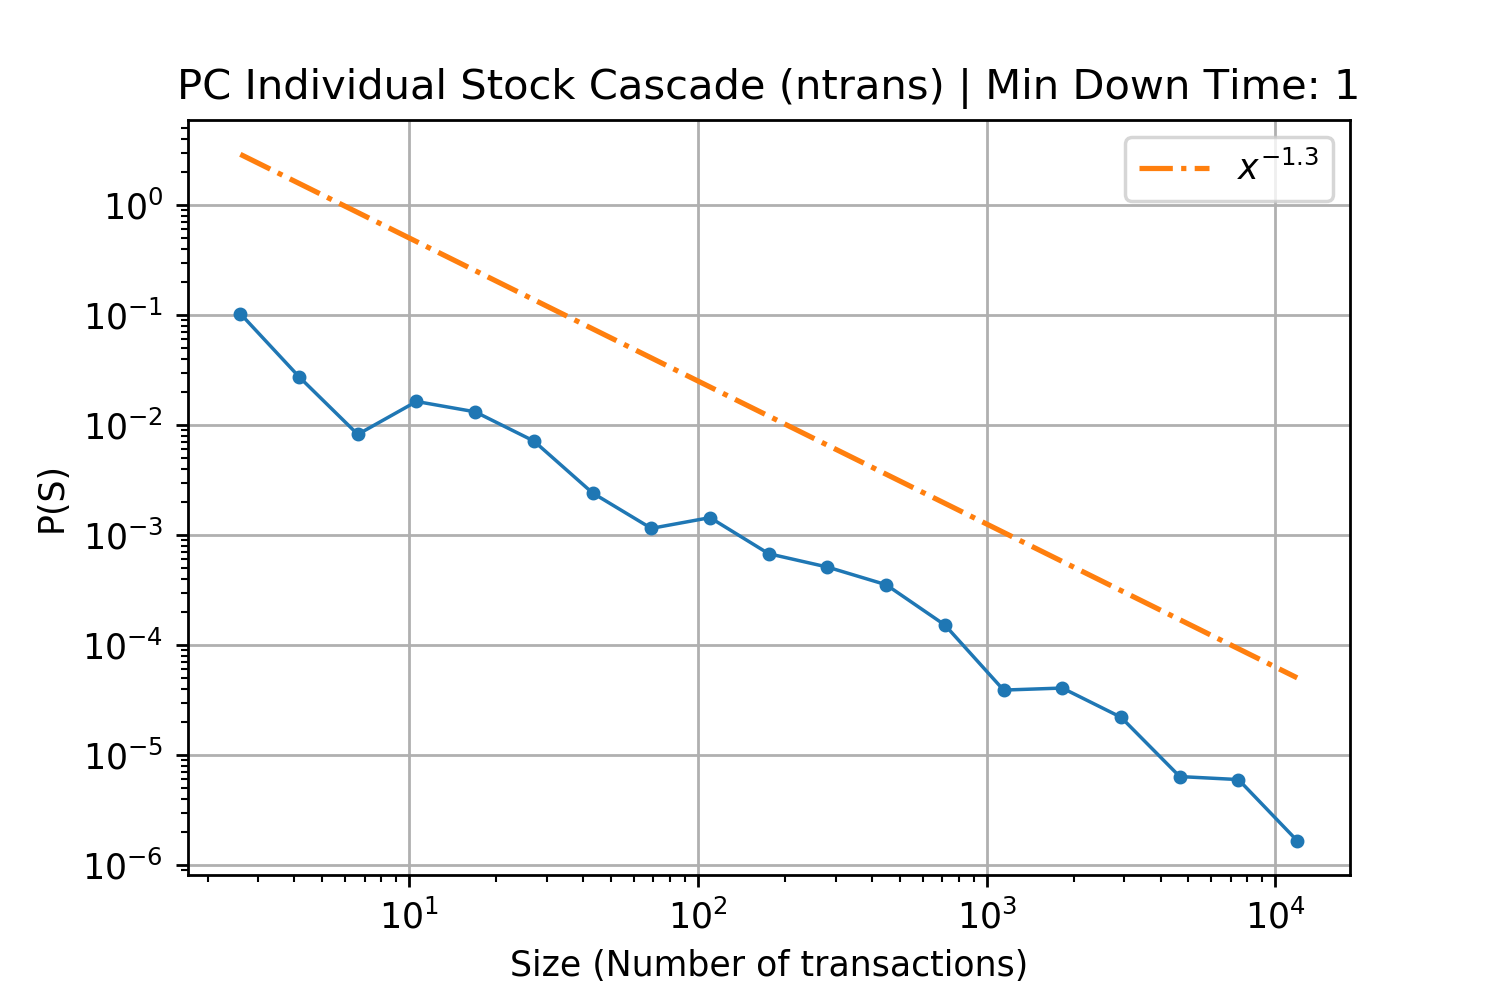 PC Individual Stock Cascade (ntrans) | Min Down Time: 1
x^{-1.3}
P(S)
10^0
10^{-1}
10^{-2}
10^{-3}
10^{-4}
10^{-5}
10^{-6}
10^1 10^2 10^3 10^4
Size (Number of transactions)